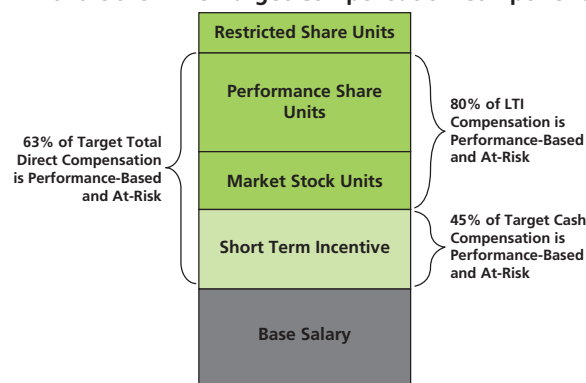 Target Compensation
Restricted Share Units
Performance Share
Units
Market Stock Units
Short Term Incentive
Base Salary
63% of Target Total
Direct Compensation
is Performance-Based
and At-Risk
80% of LTI
Compensation is
Performance-Based
and At-Risk
45% of Target Cash
Compensation is
Performance-Based
and At-Risk